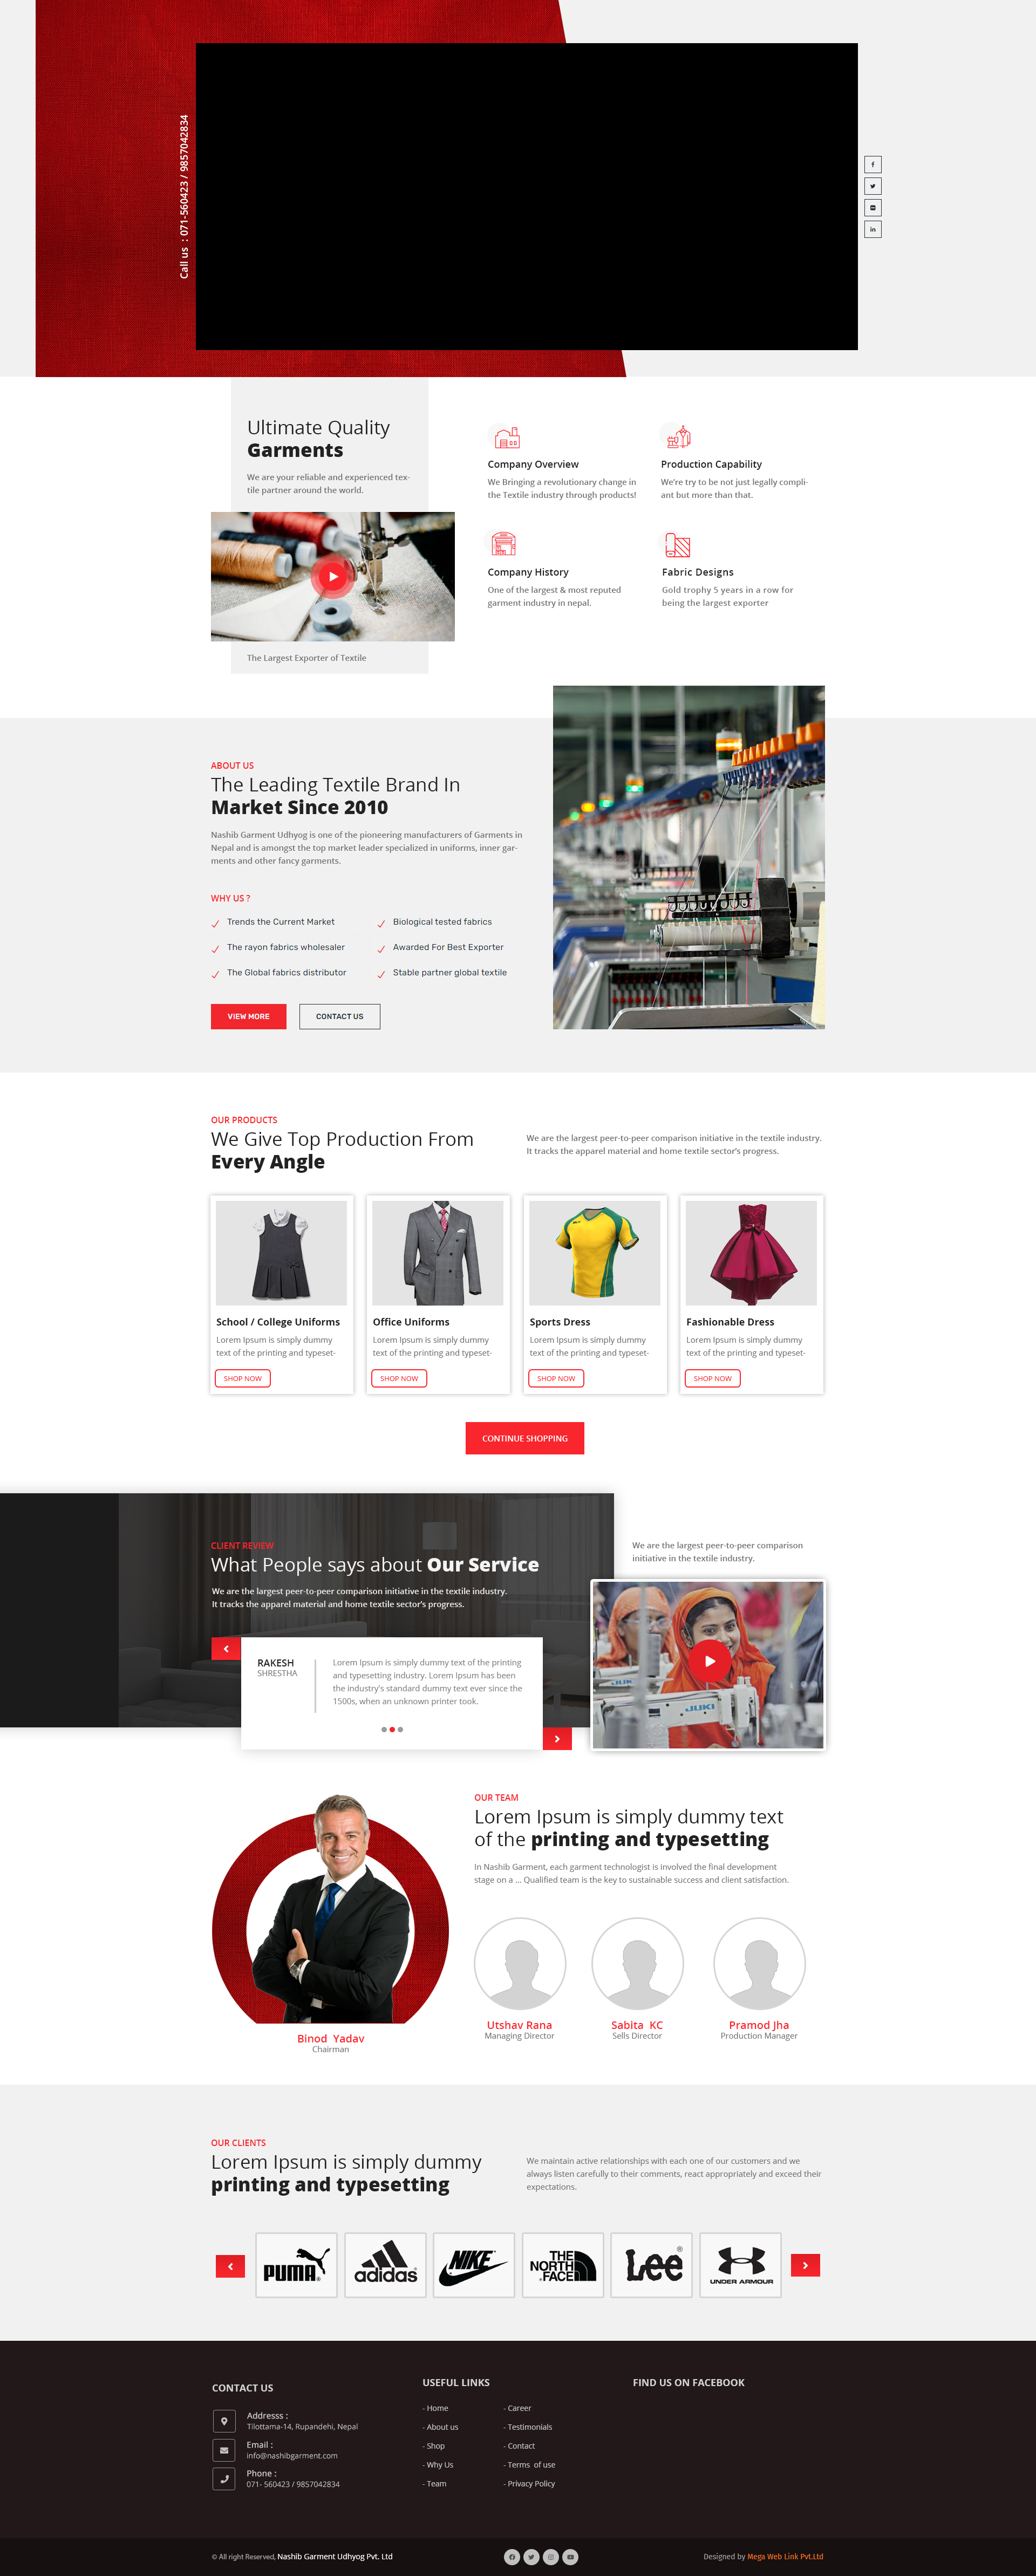 Call us : 071-560423 / 9857042834
Ultimate Quality
Garments
We are your reliable and experienced tex-
tile partner around the world.
The Largest Exporter of Textile
Company Overview
We Bringing a revolutionary change in
the Textile industry through products!
Production Capability
We're try to be not just legally compli-
ant but more than that.
Company History
One of the largest & most reputed
garment industry in nepal.
Fabric Designs
Gold trophy 5 years in a row for
being the largest exporter
ABOUT US
The Leading Textile Brand In
Market Since 2010
Nashib Garment Udhyog is one of the pioneering manufacturers of Garments in
Nepal and is amongst the top market leader specialized in uniforms, inner gar-
ments and other fancy garments.
WHY US ?
Trends the Current Market
Biological tested fabrics
The rayon fabrics wholesaler
Awarded For Best Exporter
The Global fabrics distributor
Stable partner global textile
VIEW MORE
CONTACT US
OUR PRODUCTS
We Give Top Production From
Every Angle
We are the largest peer-to-peer comparison initiative in the textile industry.
It tracks the apparel material and home textile sector's progress.
School / College Uniforms
Lorem Ipsum is simply dummy
text of the printing and typeset-
SHOP NOW
Office Uniforms
Lorem Ipsum is simply dummy
text of the printing and typeset-
SHOP NOW
Sports Dress
Lorem Ipsum is simply dummy
text of the printing and typeset-
SHOP NOW
Fashionable Dress
Lorem Ipsum is simply dummy
text of the printing and typeset-
SHOP NOW
CONTINUE SHOPPING
CLIENT REVIEW
What People says about Our Service
We are the largest peer-to-peer comparison initiative in the textile industry.
It tracks the apparel material and home textile sector's progress.
We are the largest peer-to-peer comparison
initiative in the textile industry.
RAKESH
SHRESTHA
Lorem Ipsum is simply dummy text of the printing
and typesetting industry. Lorem Ipsum has been
the industry's standard dummy text ever since the
1500s, when an unknown printer took.
JUKI
JUKI
OUR TEAM
Lorem Ipsum is simply dummy text
of the printing and typesetting
In Nashib Garment, each garment technologist is involved the final development
stage on a ... Qualified team is the key to sustainable success and client satisfaction.
Binod Yadav
Chairman
Utshav Rana
Managing Director
Sabita KC
Sells Director
Pramod Jha
Production Manager
OUR CLIENTS
Lorem Ipsum is simply dummy
printing and typesetting
We maintain active relationships with each one of our customers and we
always listen carefully to their comments, react appropriately and exceed their
expectations.
PUMA®
adidas®
NIKE
THE NORTH FACE
Lee®
UNDER ARMOUR
CONTACT US
Addresss :
Tilottama-14, Rupandehi, Nepal
Email :
info@nashibgarment.com
Phone :
071- 560423 / 9857042834
USEFUL LINKS
- Home
- About us
- Shop
- Why Us
- Team
- Career
- Testimonials
- Contact
- Terms of use
- Privacy Policy
FIND US ON FACEBOOK
© All right Reserved, Nashib Garment Udhyog Pvt. Ltd
Designed by Mega Web Link Pvt.Ltd